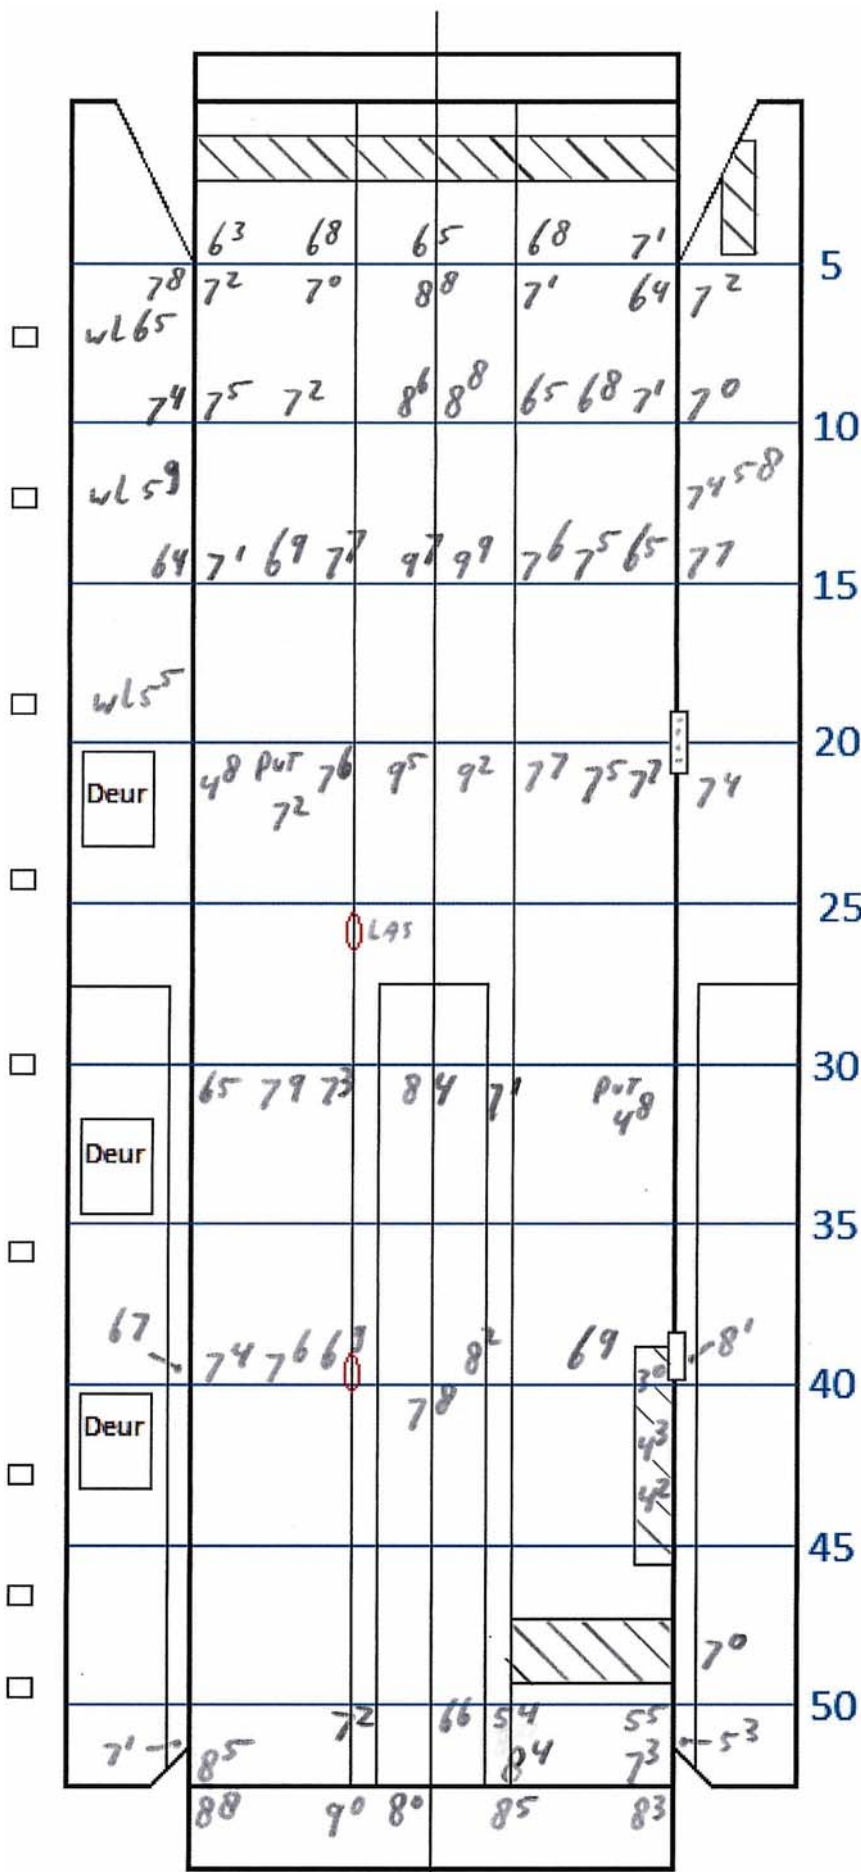 6³ 6⁸ 6⁵ 6⁸ 7¹
5
7⁸ 7² 7⁰ 8⁸ 7¹ 6⁴ 7²
wL 6⁵
7⁴ 7⁵ 7² 8⁶ 8⁸ 6⁵ 6⁸ 7¹ 7⁰
10
wL 5⁹ 7⁴ 5⁸
6⁴ 7¹ 6⁹ 7⁷ 9⁷ 9⁹ 7⁶ 7⁵ 6⁵ 7⁷
15
wL 5⁵
20
Deur 4⁸ PUT 7⁶ 9⁵ 9² 7⁷ 7⁵ 7⁷ 7⁴
7²
25
LAS
30
6⁵ 7⁹ 7³ 8⁴ 7¹ PUT
4⁸
Deur
35
6⁷ 7⁴ 7⁶ 6⁹ 8² 6⁹ 8¹
3⁰
40
7⁸
Deur 4³
4²
45
7⁰
50
7² 6⁶ 5⁴ 5⁵
7¹ 8⁵ 8⁴ 7³ 5³
8⁸ 9⁰ 8⁰ 8⁵ 8³